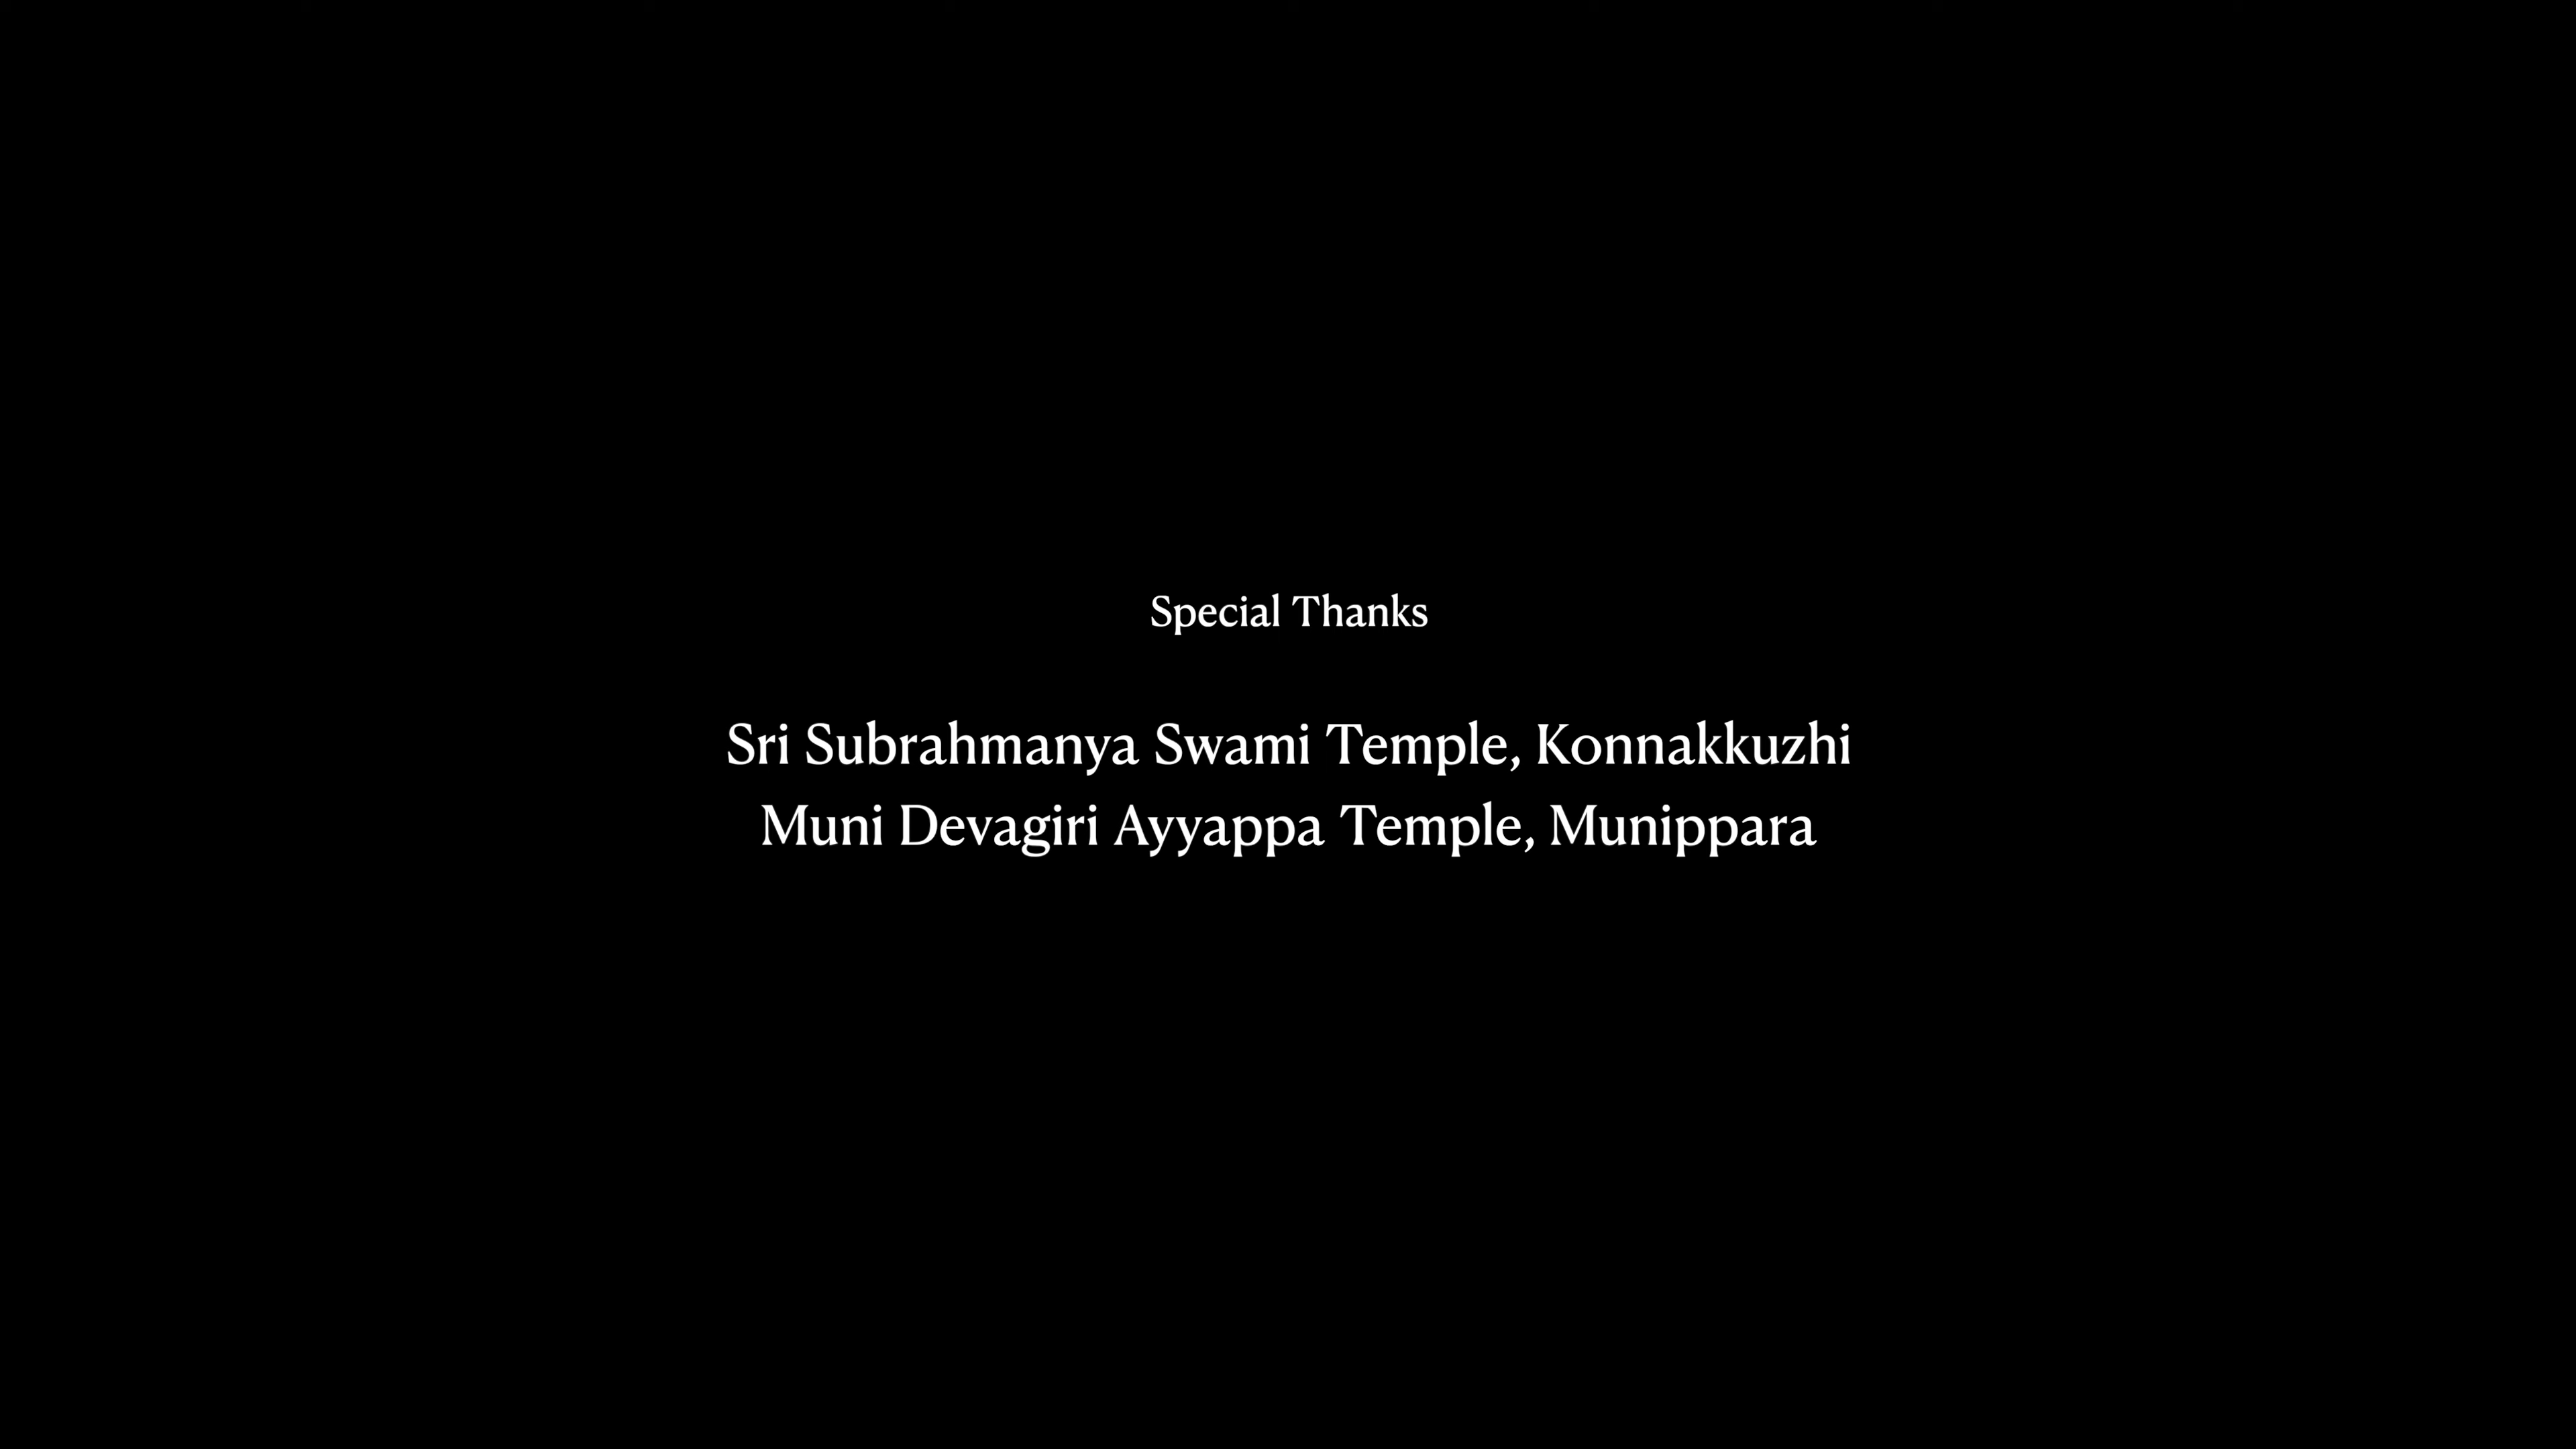 Special Thanks
Sri Subrahmanya Swami Temple, Konnakkuzhi
Muni Devagiri Ayyappa Temple, Munippara